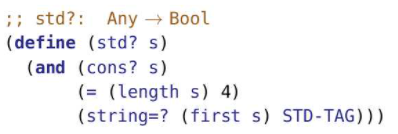 ;; std?:  Any → Bool
(define (std? s)
  (and (cons? s)
       (= (length s) 4)
       (string=? (first s) STD-TAG)))